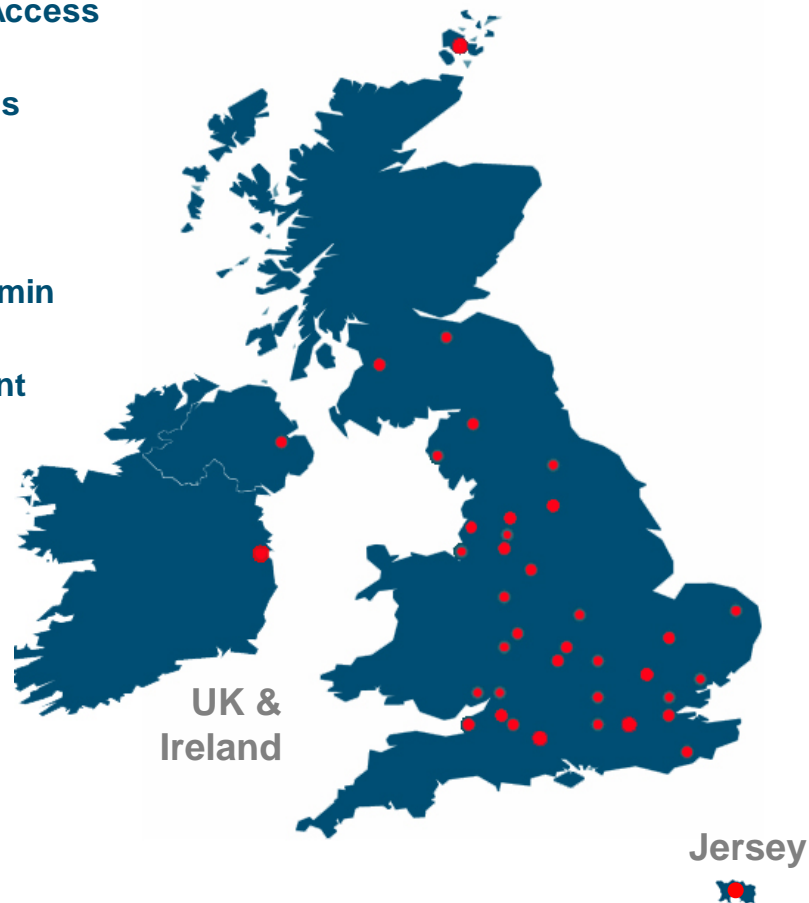 Access
s
min
nt
UK &
Ireland
Jersey